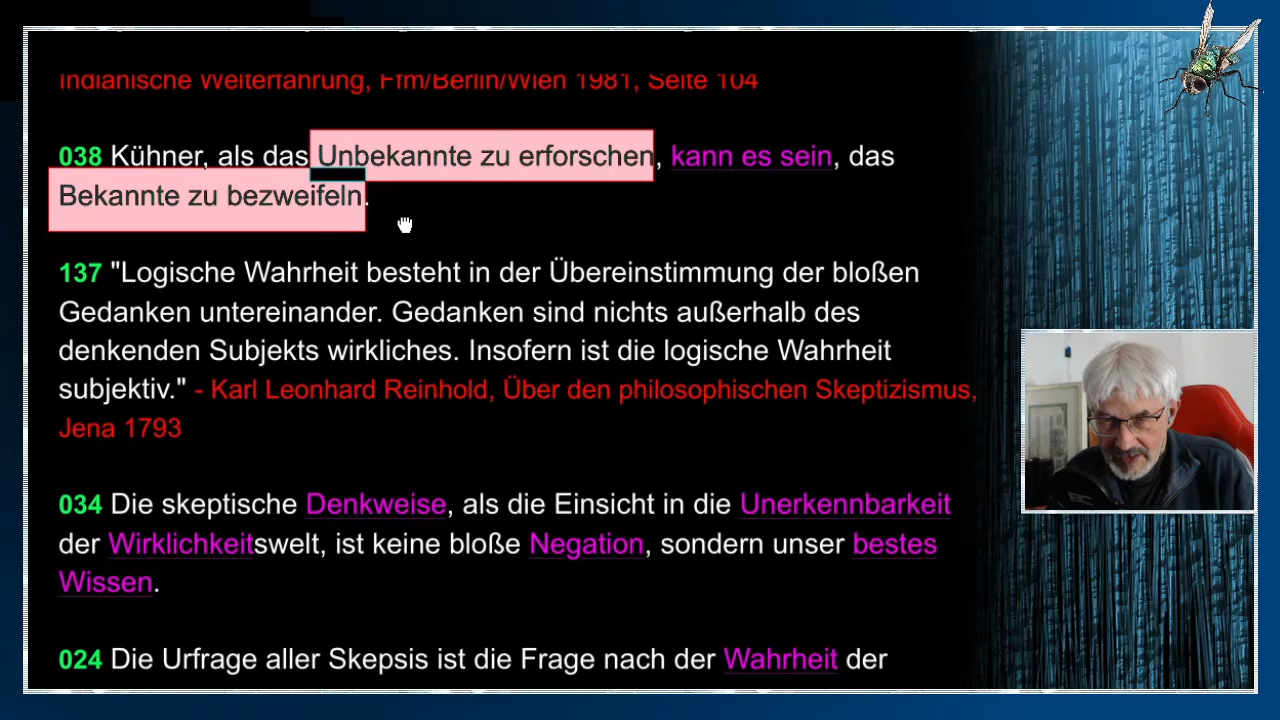 Indianische Welterfahrung, Ffm/Berlin/Wien 1981, Seite 104
038 Kühner, als das Unbekannte zu erforschen, kann es sein, das
Bekannte zu bezweifeln.
137 "Logische Wahrheit besteht in der Übereinstimmung der bloßen
Gedanken untereinander. Gedanken sind nichts außerhalb des
denkenden Subjekts wirkliches. Insofern ist die logische Wahrheit
subjektiv." - Karl Leonhard Reinhold, Über den philosophischen Skeptizismus,
Jena 1793
034 Die skeptische Denkweise, als die Einsicht in die Unerkennbarkeit
der Wirklichkeitswelt, ist keine bloße Negation, sondern unser bestes
Wissen.
024 Die Urfrage aller Skepsis ist die Frage nach der Wahrheit der